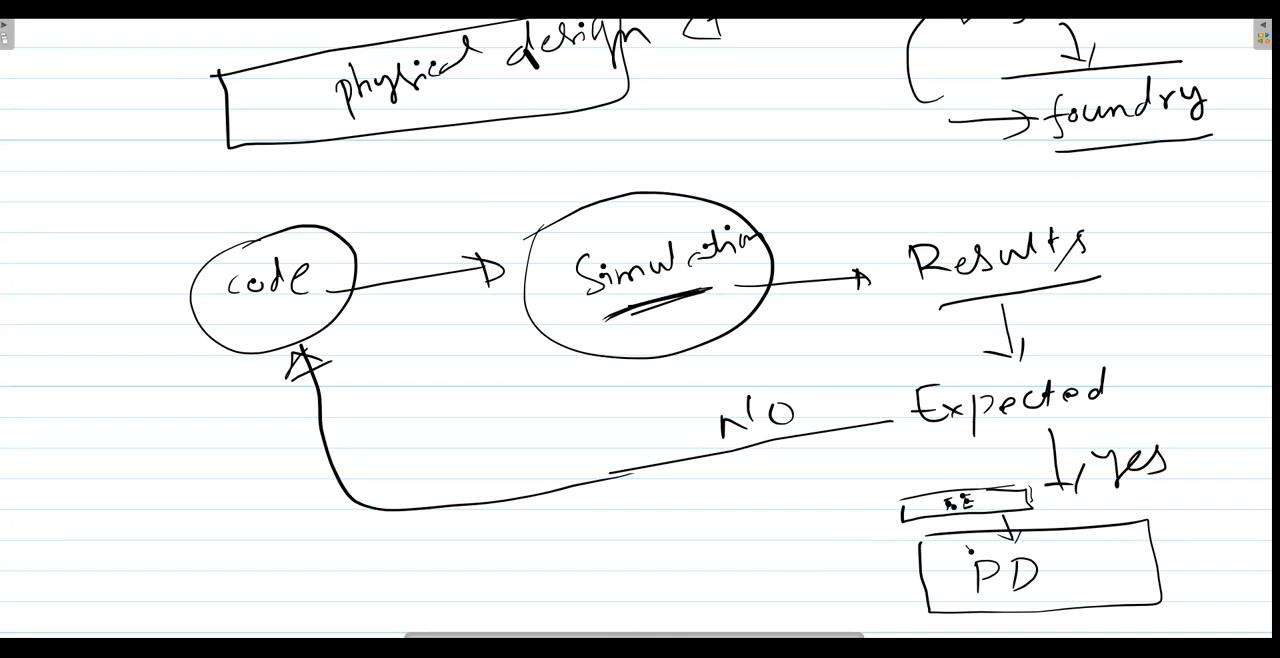 physical design
foundry
code
Simulation
Results
Expected
NO
yes
PD